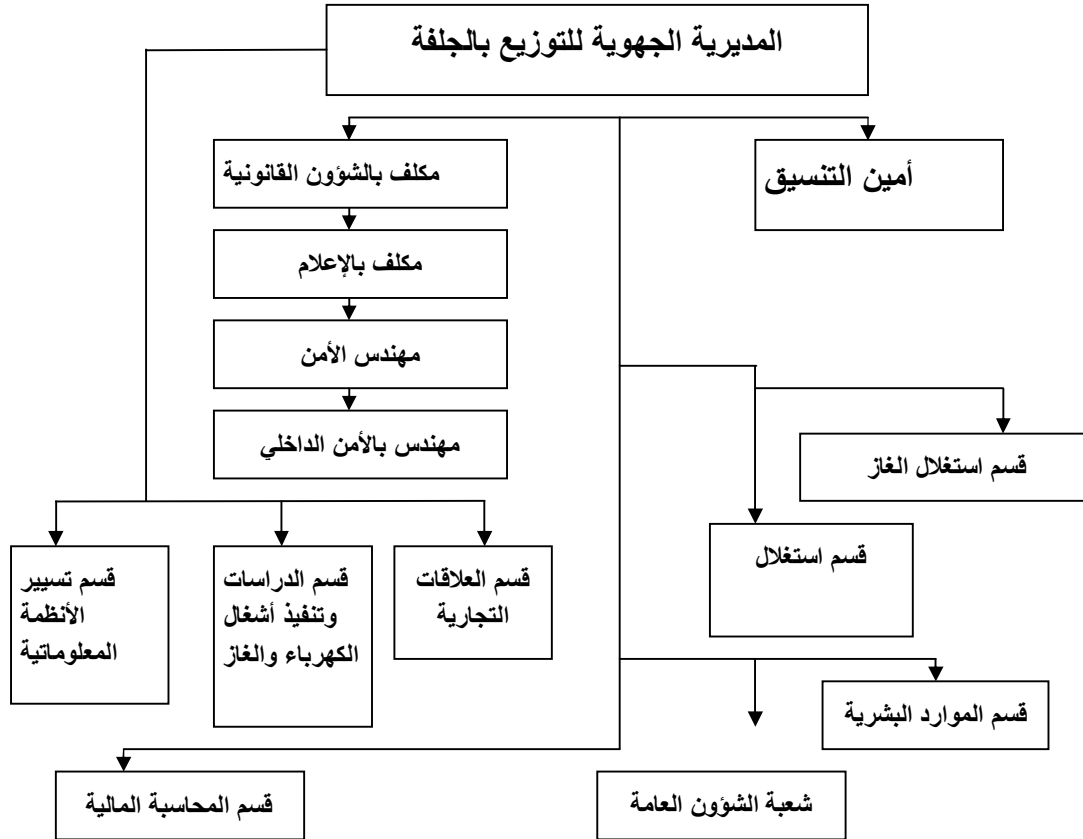 المديرية الجهوية للتوزيع بالجلفة
أمين التنسيق
مكلف بالشؤون القانونية
مكلف بالإعلام
مهندس الأمن
مهندس بالأمن الداخلي
قسم استغلال الغاز
قسم استغلال
قسم العلاقات
التجارية
قسم الدراسات
وتنفيذ أشغال
الكهرباء والغاز
قسم تسيير
الأنظمة
المعلوماتية
قسم الموارد البشرية
شعبة الشؤون العامة
قسم المحاسبة المالية